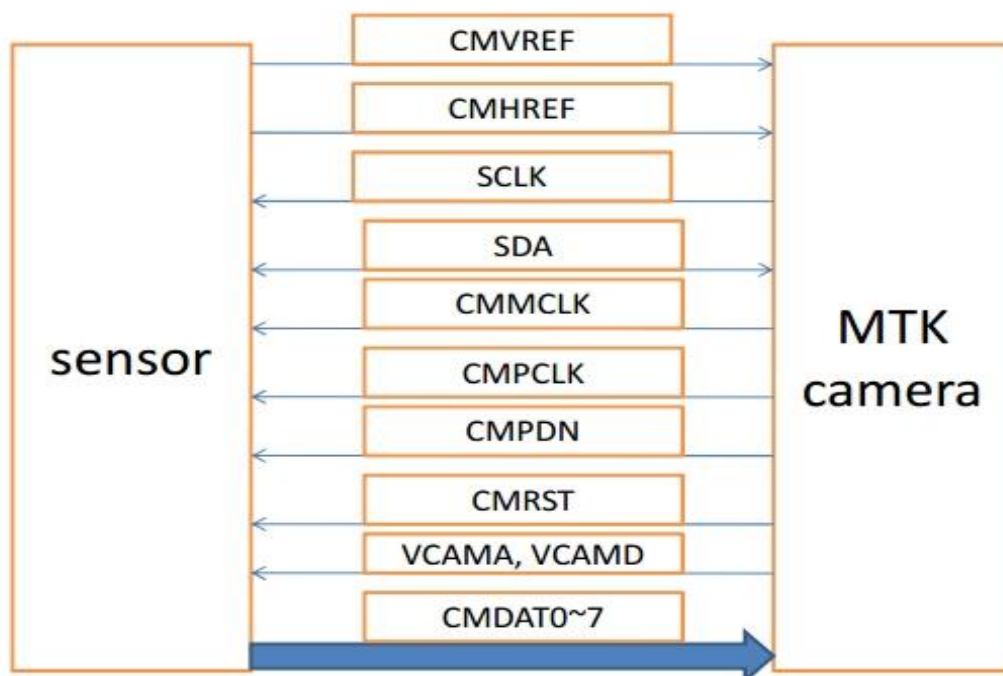 CMVREF
CMHREF
SCLK
SDA
CMMCLK
CMPCLK
CMPDN
CMRST
VCAMA, VCAMD
CMDAT0~7
sensor
MTK
camera